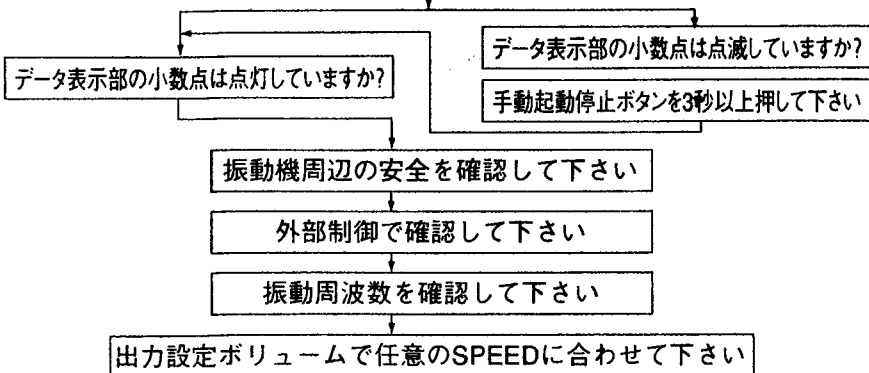 データ表示部の小数点は点滅していますか?
データ表示部の小数点は点灯していますか?
手動起動停止ボタンを3秒以上押して下さい
振動機周辺の安全を確認して下さい
外部制御で確認して下さい
振動周波数を確認して下さい
出力設定ボリュームで任意のSPEEDに合わせて下さい